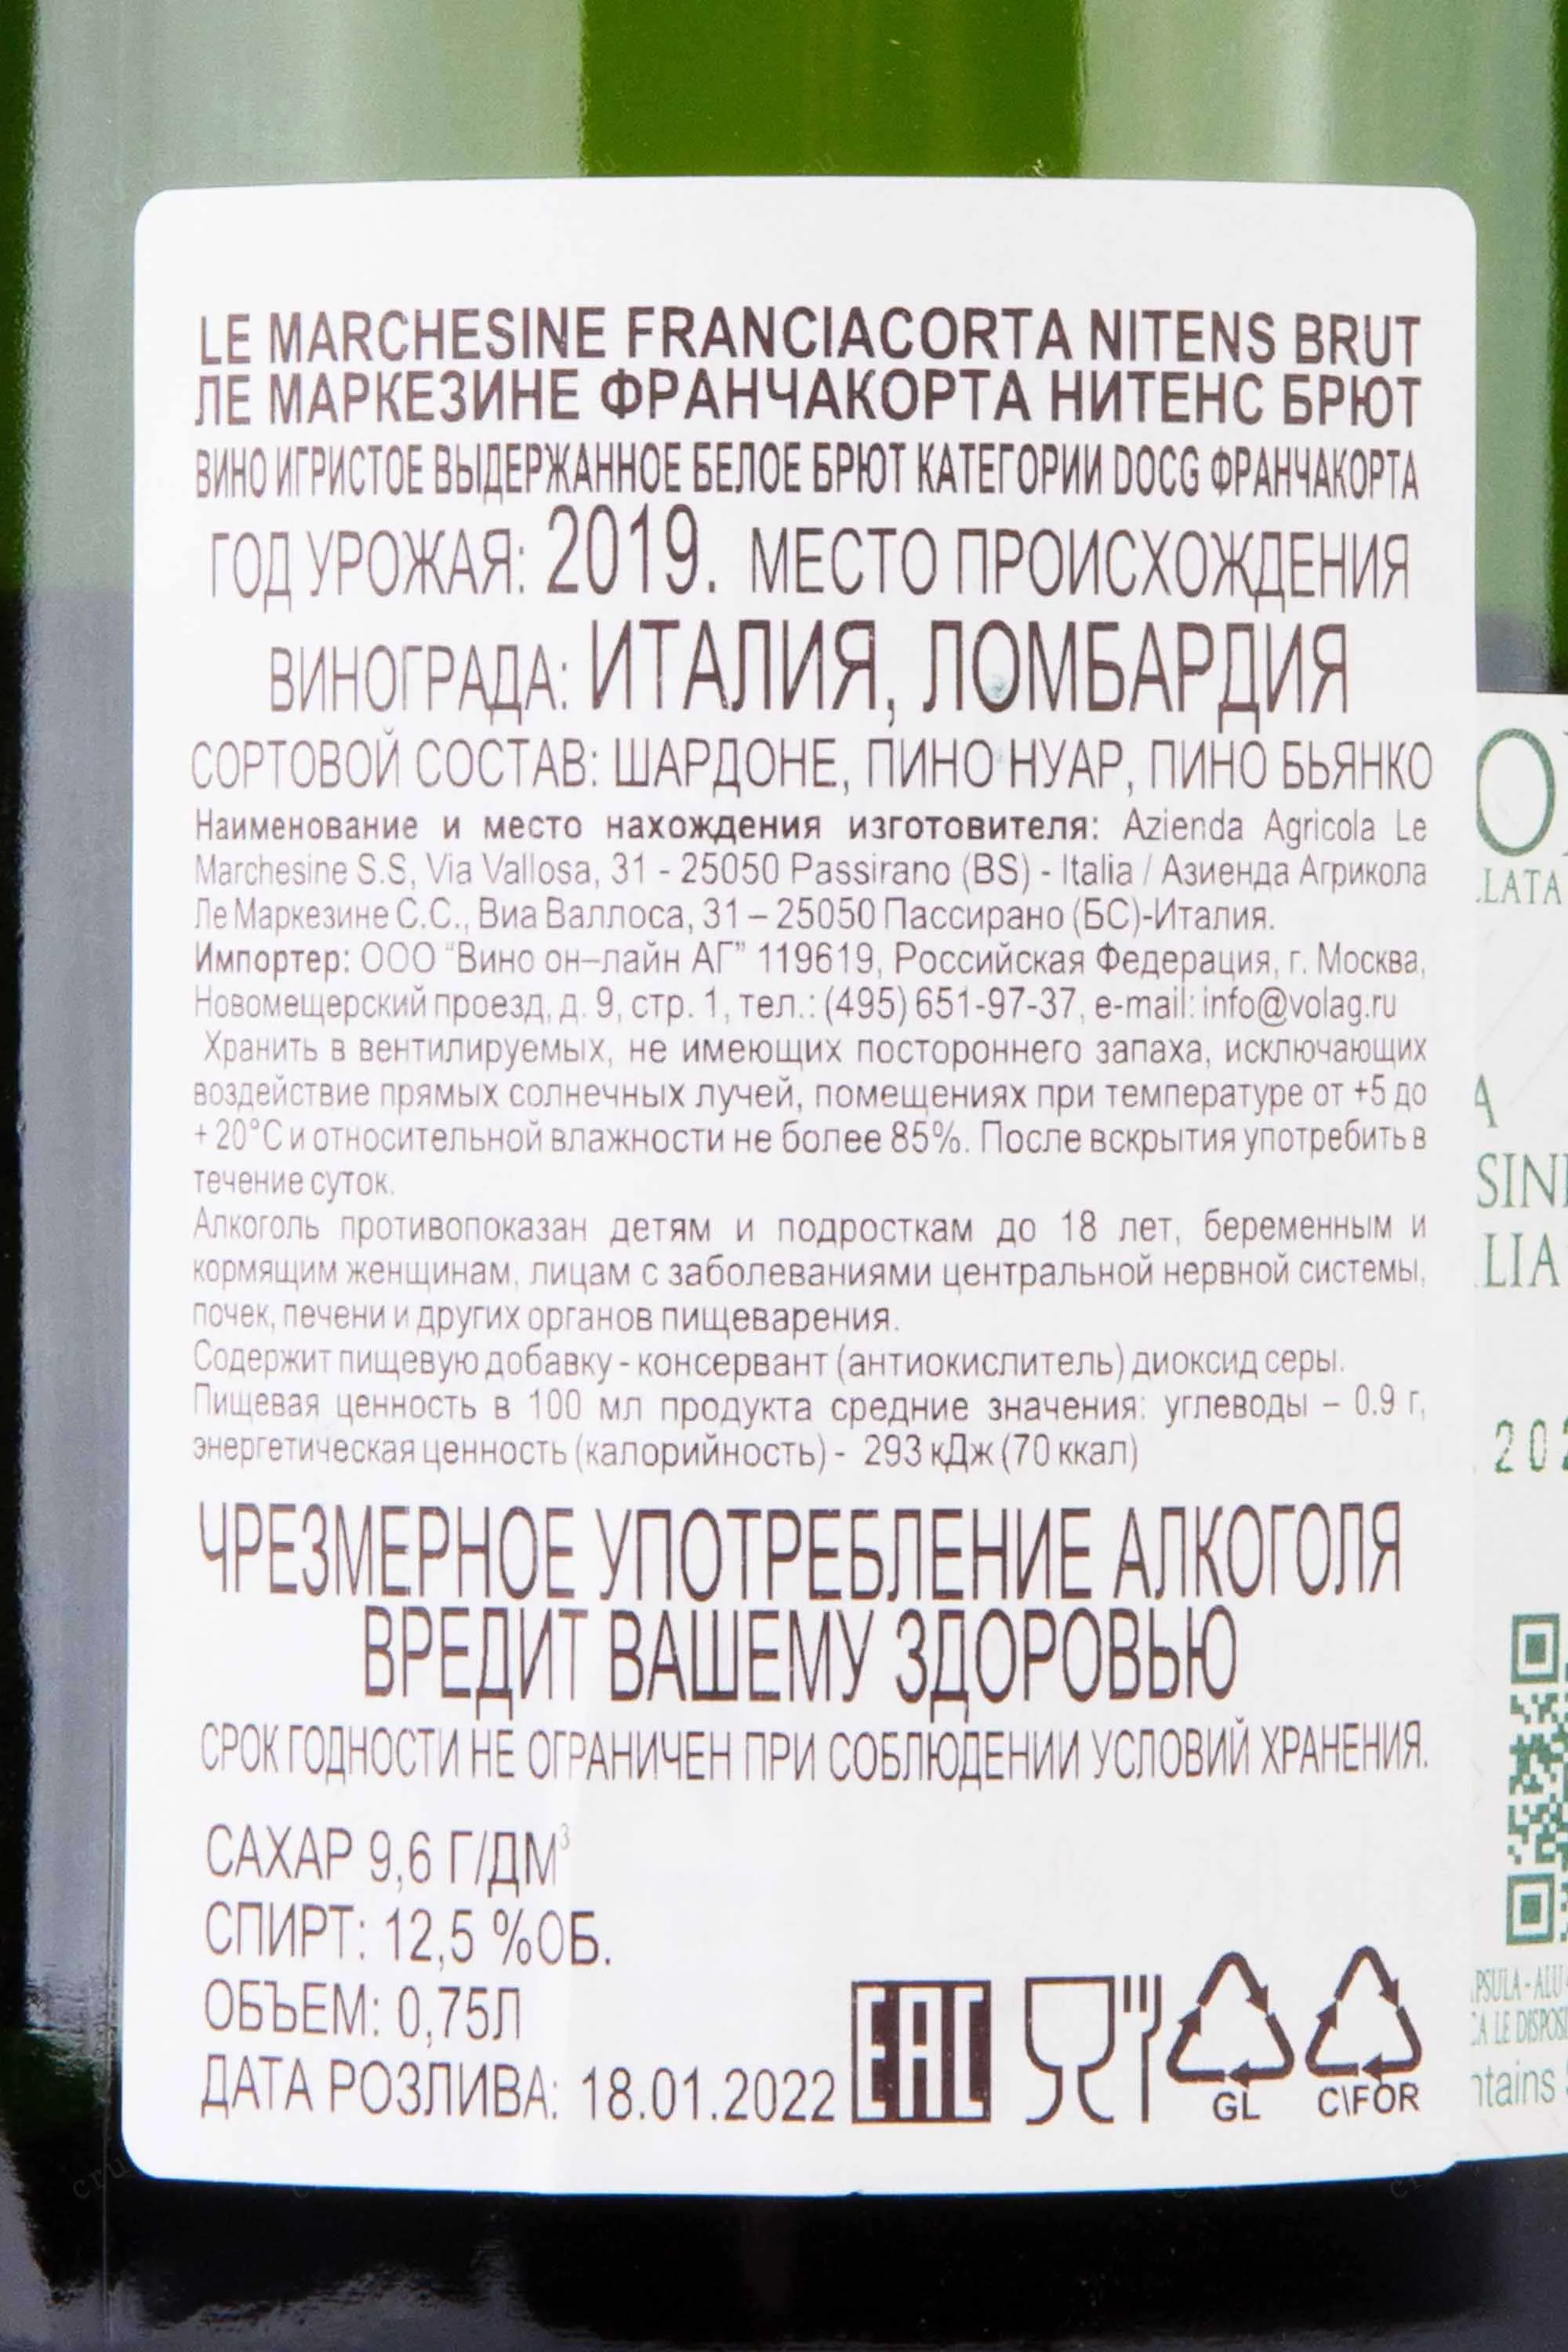 LE MARCHESINE FRANCIACORTA NITENS BRUT
ЛЕ МАРКЕЗИНЕ ФРАНЧАКОРТА НИТЕНС БРЮТ
ВИНО ИГРИСТОЕ ВЫДЕРЖАННОЕ БЕЛОЕ БРЮТ КАТЕГОРИИ DOCG ФРАНЧАКОРТА
ГОД УРОЖАЯ: 2019. МЕСТО ПРОИСХОЖДЕНИЯ
ВИНОГРАДА: ИТАЛИЯ, ЛОМБАРДИЯ
СОРТОВОЙ СОСТАВ: ШАРДОНЕ, ПИНО НУАР, ПИНО БЬЯНКО
Наименование и место нахождения изготовителя: Azienda Agricola Le
Marchesine S.S, Via Vallosa, 31 - 25050 Passirano (BS) - Italia / Азиенда Агрикола
Ле Маркезине С.С., Виа Валлоса, 31 – 25050 Пассирано (БС)-Италия.
Импортер: ООО “Вино он–лайн АГ” 119619, Российская Федерация, г. Москва,
Новомещерский проезд, д. 9, стр. 1, тел.: (495) 651-97-37, e-mail: info@volag.ru
Хранить в вентилируемых, не имеющих постороннего запаха, исключающих
воздействие прямых солнечных лучей, помещениях при температуре от +5 до
+ 20°C и относительной влажности не более 85%. После вскрытия употребить в
течение суток.
Алкоголь противопоказан детям и подросткам до 18 лет, беременным и
кормящим женщинам, лицам с заболеваниями центральной нервной системы,
почек, печени и других органов пищеварения.
Содержит пищевую добавку - консервант (антиокислитель) диоксид серы.
Пищевая ценность в 100 мл продукта средние значения: углеводы – 0.9 г,
энергетическая ценность (калорийность) - 293 кДж (70 ккал)
ЧРЕЗМЕРНОЕ УПОТРЕБЛЕНИЕ АЛКОГОЛЯ
ВРЕДИТ ВАШЕМУ ЗДОРОВЬЮ
СРОК ГОДНОСТИ НЕ ОГРАНИЧЕН ПРИ СОБЛЮДЕНИИ УСЛОВИЙ ХРАНЕНИЯ.
САХАР 9,6 Г/ДМ³
СПИРТ: 12,5 %ОБ.
ОБЪЕМ: 0,75Л
ДАТА РОЗЛИВА: 18.01.2022
EAC
GL C\FOR